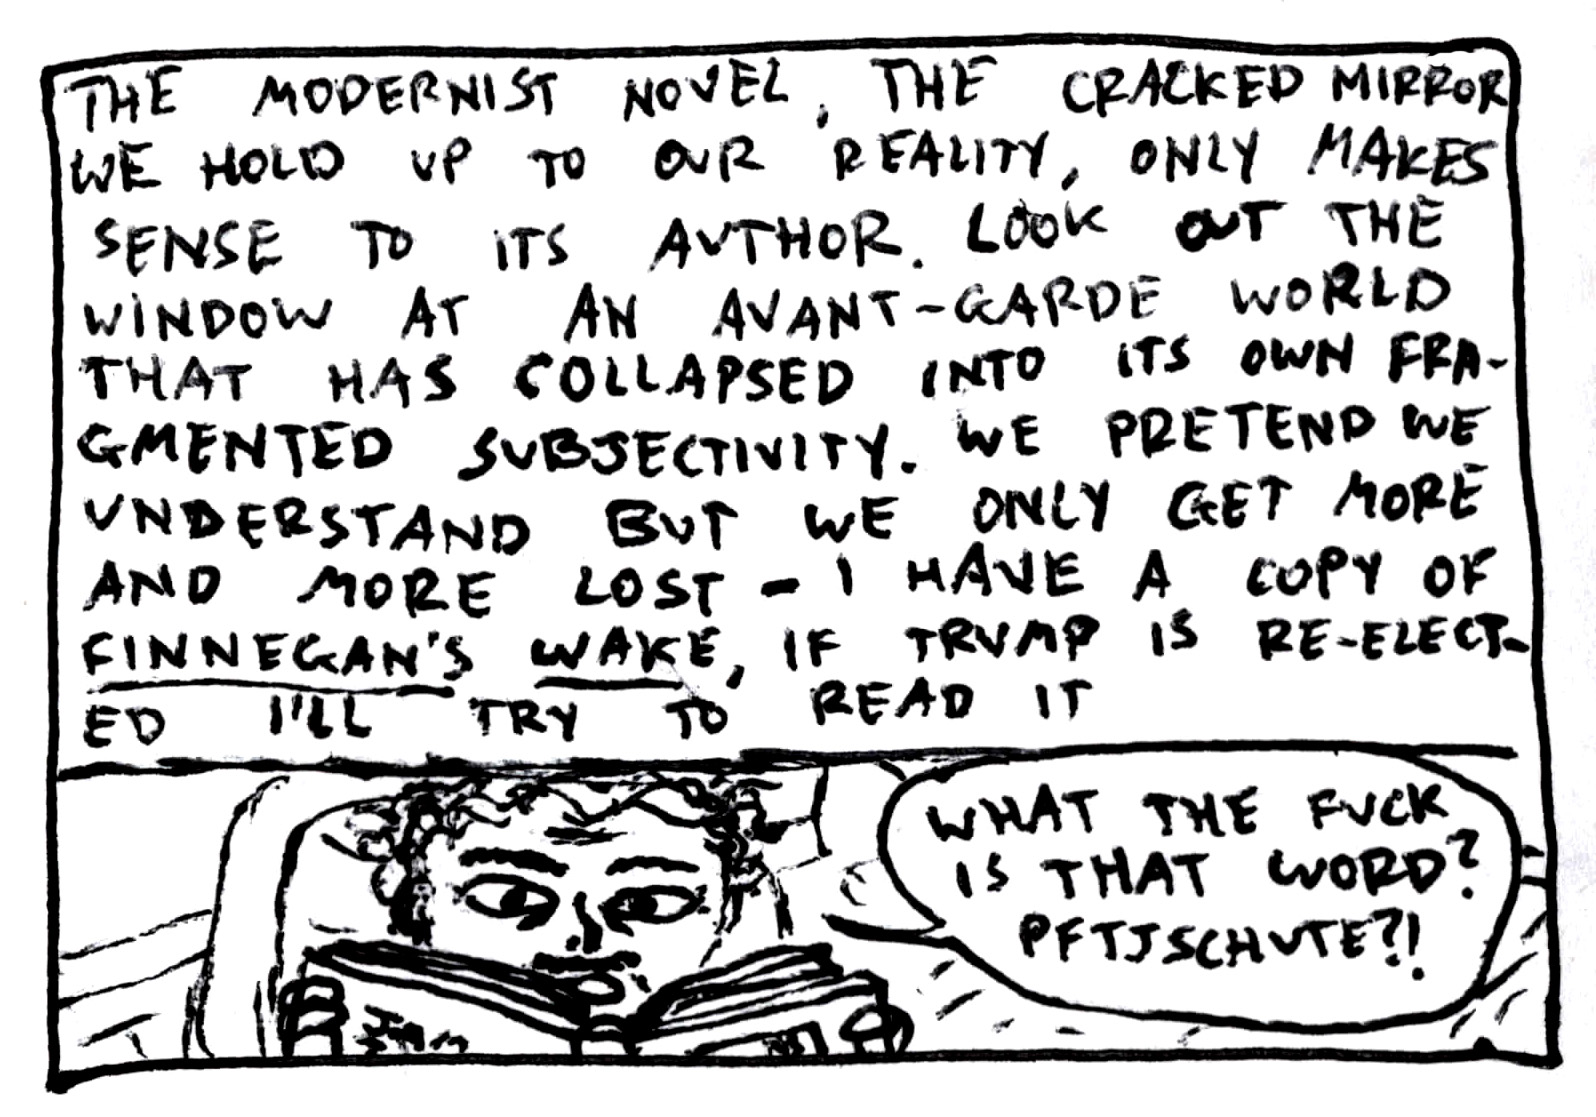 THE MODERNIST NOVEL, THE CRACKED MIRROR
WE HOLD UP TO OUR REALITY, ONLY MAKES
SENSE TO ITS AUTHOR. LOOK OUT THE
WINDOW AT AN AVANT-GARDE WORLD
THAT HAS COLLAPSED INTO ITS OWN FRA-
GMENTED SUBJECTIVITY. WE PRETEND WE
UNDERSTAND BUT WE ONLY GET MORE
AND MORE LOST - I HAVE A COPY OF
FINNEGAN'S WAKE, IF TRUMP IS RE-ELECT-
ED I'LL TRY TO READ IT
WHAT THE FUCK
IS THAT WORD?
PFTJSCHUTE?!